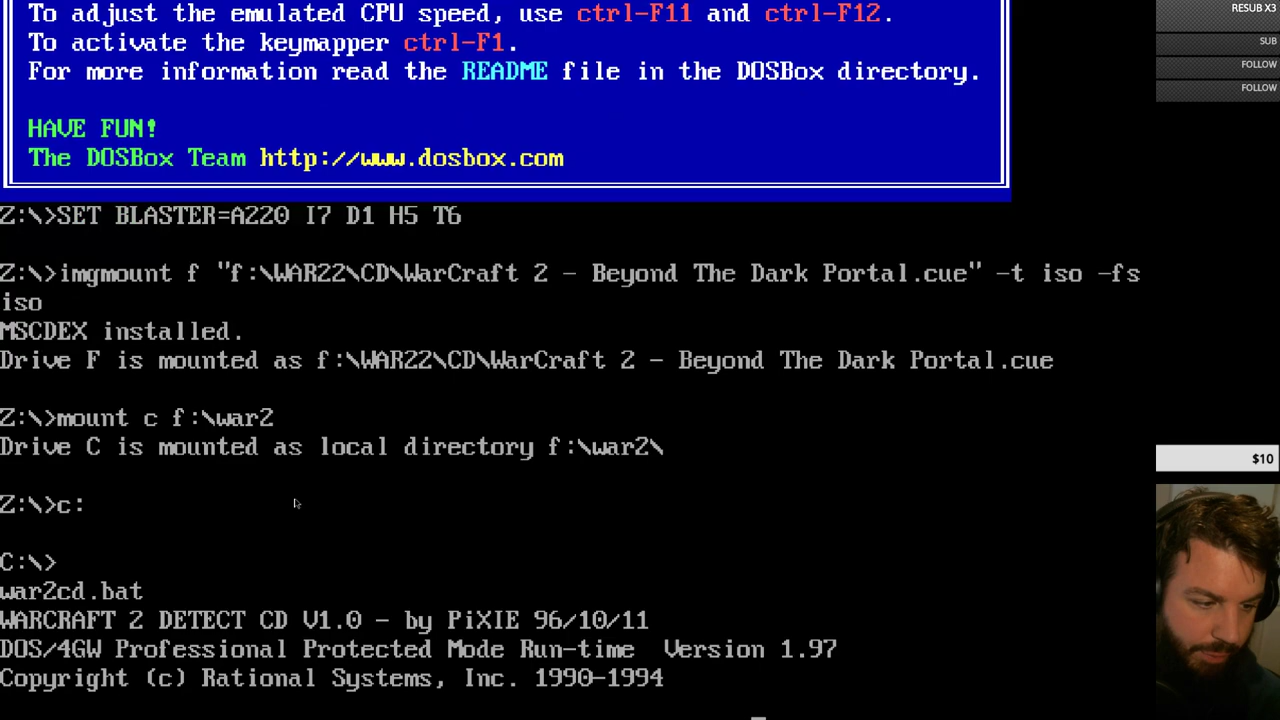 To adjust the emulated CPU speed, use ctrl-F11 and ctrl-F12.
To activate the keymapper ctrl-F1.
For more information read the README file in the DOSBox directory.
HAVE FUN!
The DOSBox Team http://www.dosbox.com
Z:\>SET BLASTER=A220 I7 D1 H5 T6
Z:\>imgmount f "f:\WAR22\CD\WarCraft 2 - Beyond The Dark Portal.cue" -t iso -fs
iso
MSCDEX installed.
Drive F is mounted as f:\WAR22\CD\WarCraft 2 - Beyond The Dark Portal.cue
Z:\>mount c f:\war2
Drive C is mounted as local directory f:\war2\
Z:\>c:
C:\>
war2cd.bat
WARCRAFT 2 DETECT CD V1.0 - by PiXIE 96/10/11
DOS/4GW Professional Protected Mode Run-time  Version 1.97
Copyright (c) Rational Systems, Inc. 1990-1994
RESUB X3
SUB
FOLLOW
FOLLOW
$10